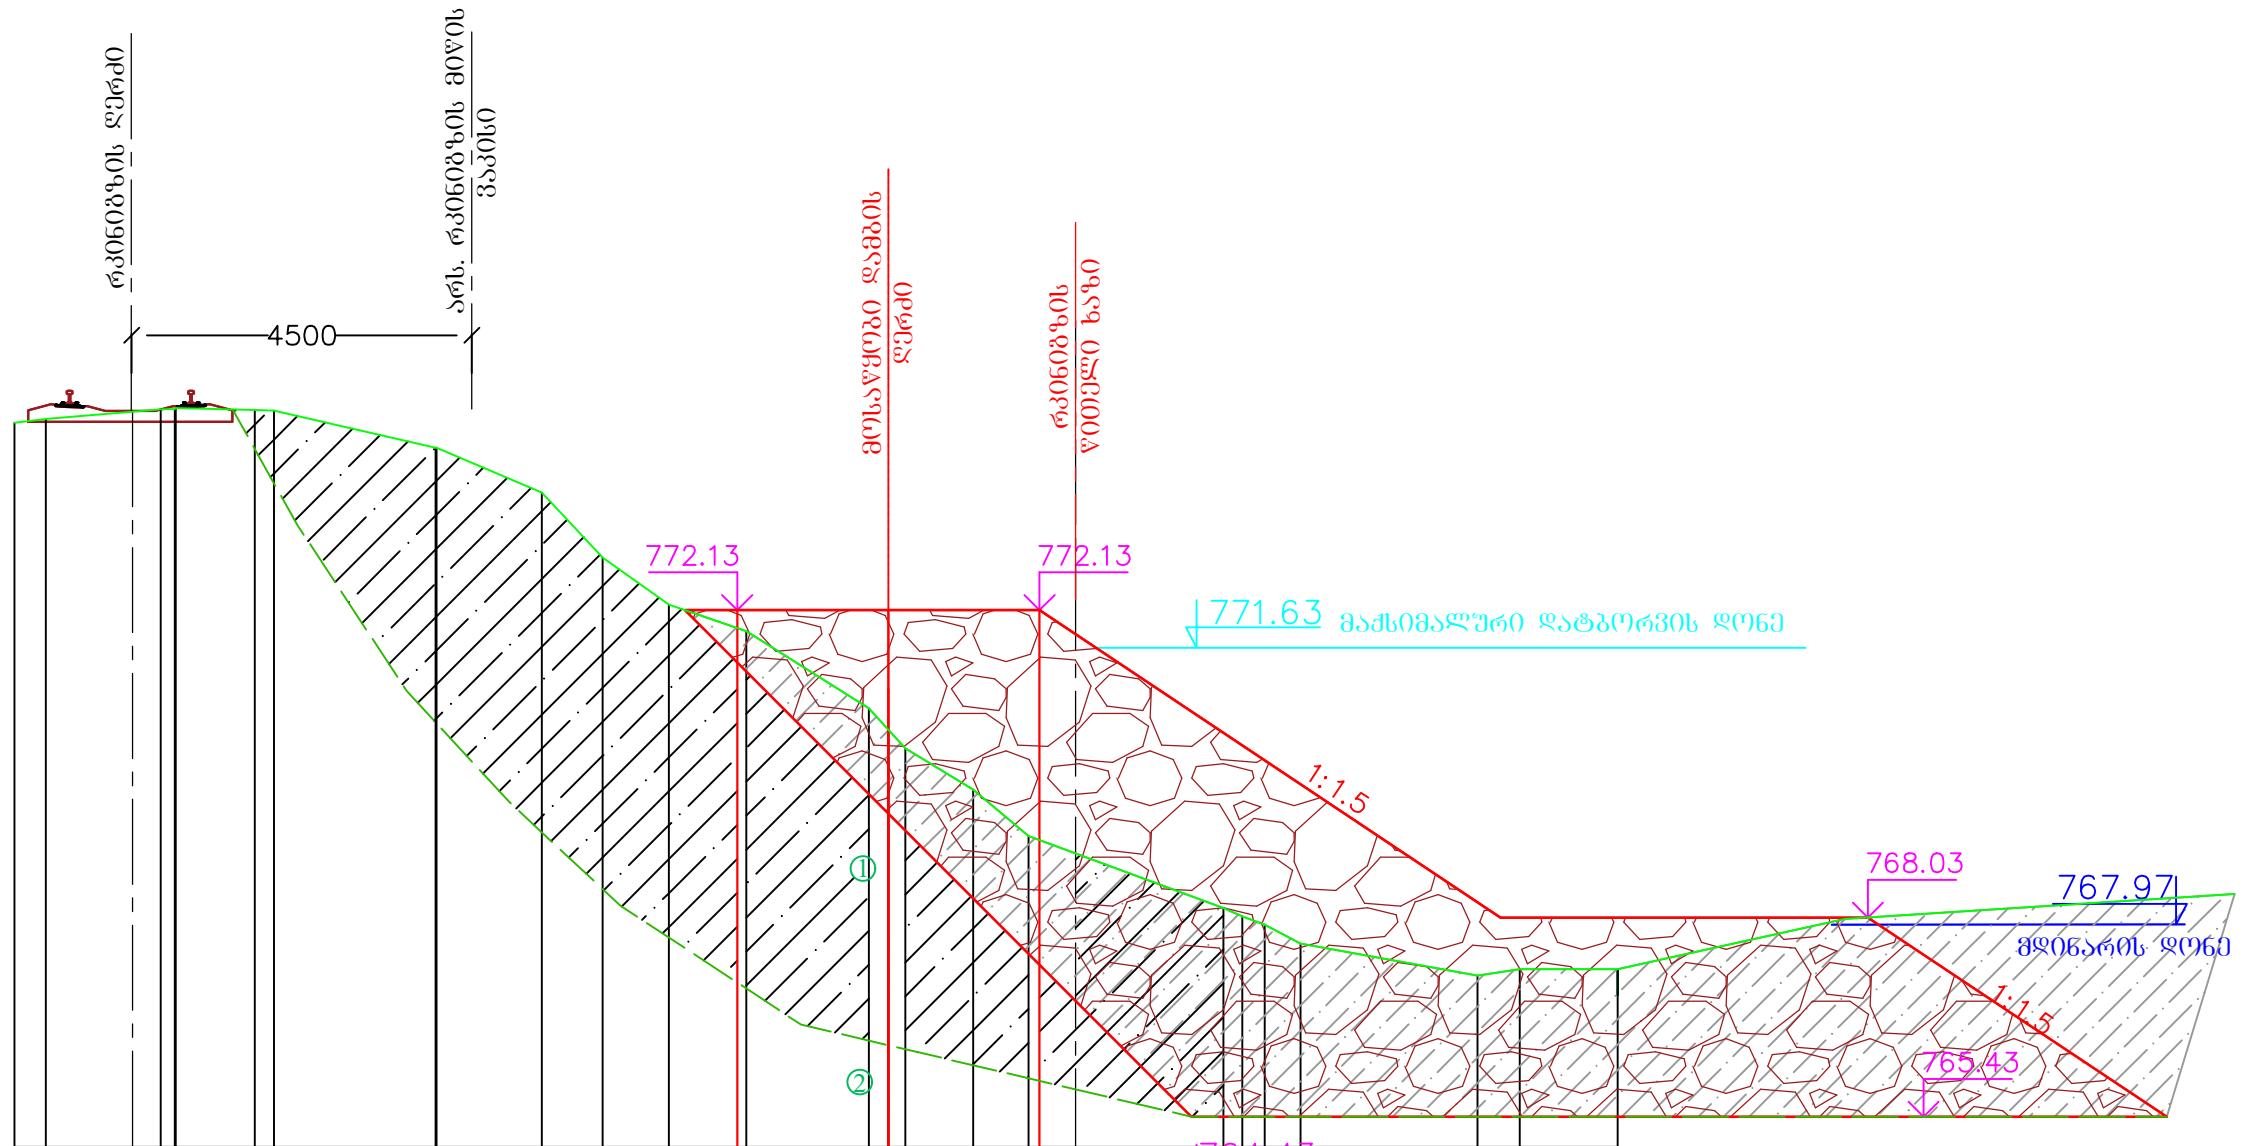 რკინიგზის ღერძი
არს. რკინიგზის მიწის
ვაკისი
4500
მოსაწყობი დამბის
ღერძი
რკინიგზის
წითელი ხაზი
772.13
772.13
771.63 მაქსიმალური დატბორვის დონე
1:1.5
768.03
767.97
მდინარის დონე
1:1.5
765.43
①
②